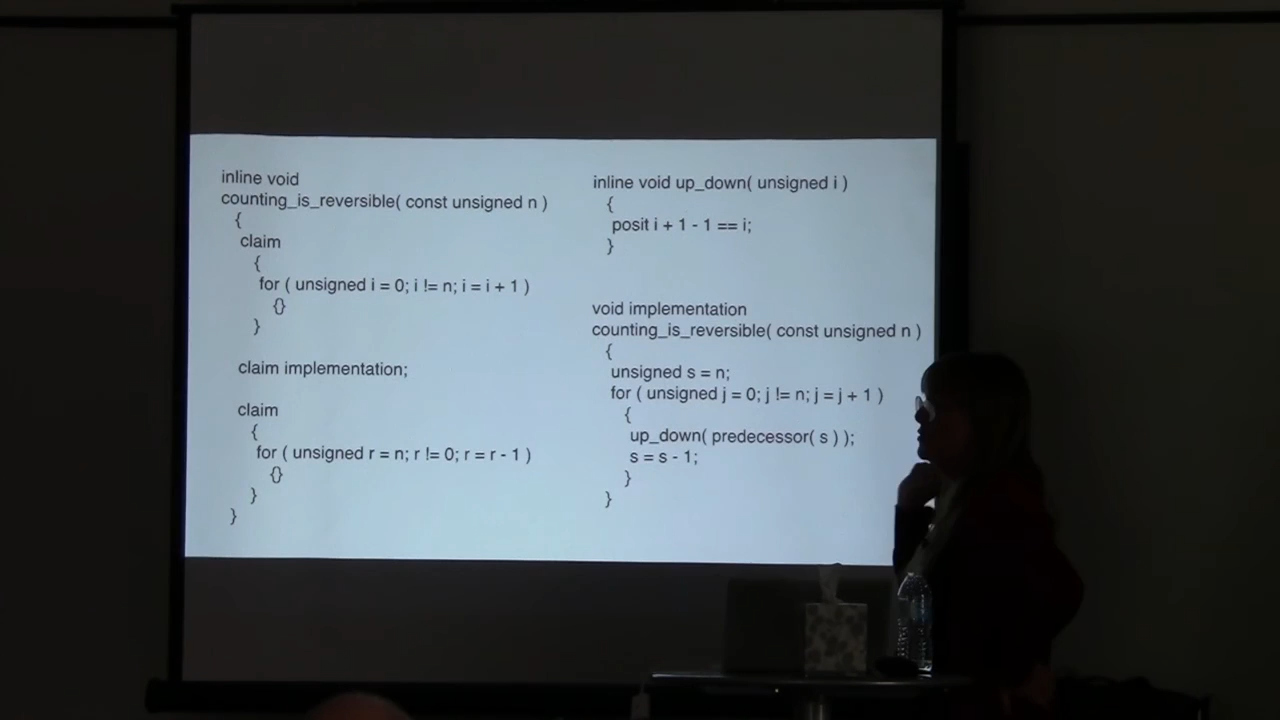 inline void
counting_is_reversible( const unsigned n )
{
claim
{
for ( unsigned i = 0; i != n; i = i + 1 )
{}
}
claim implementation;
claim
{
for ( unsigned r = n; r != 0; r = r - 1 )
{}
}
}
inline void up_down( unsigned i )
{
posit i + 1 - 1 == i;
}
void implementation
counting_is_reversible( const unsigned n )
{
unsigned s = n;
for ( unsigned j = 0; j != n; j = j + 1 )
{
up_down( predecessor( s ) );
s = s - 1;
}
}